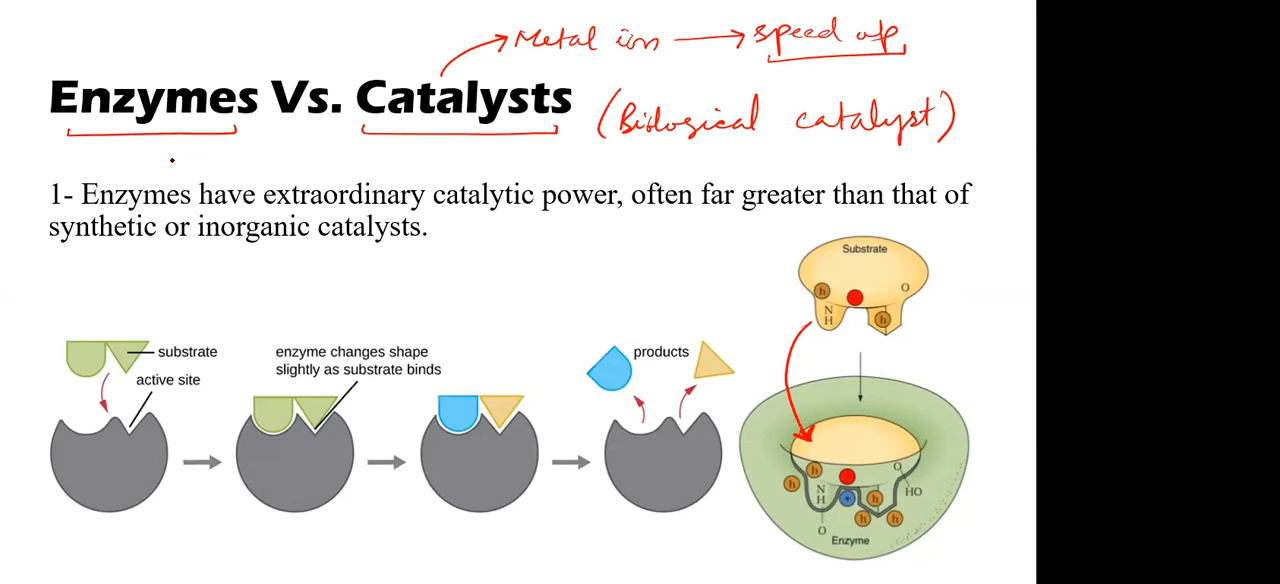 Metal ion → speed up
Enzymes Vs. Catalysts (Biological catalyst)
1- Enzymes have extraordinary catalytic power, often far greater than that of
synthetic or inorganic catalysts.
Substrate
h
O
N
H
h
substrate
active site
enzyme changes shape
slightly as substrate binds
products
h
h
O
N
H
+
h
HO
h
h
O
Enzyme